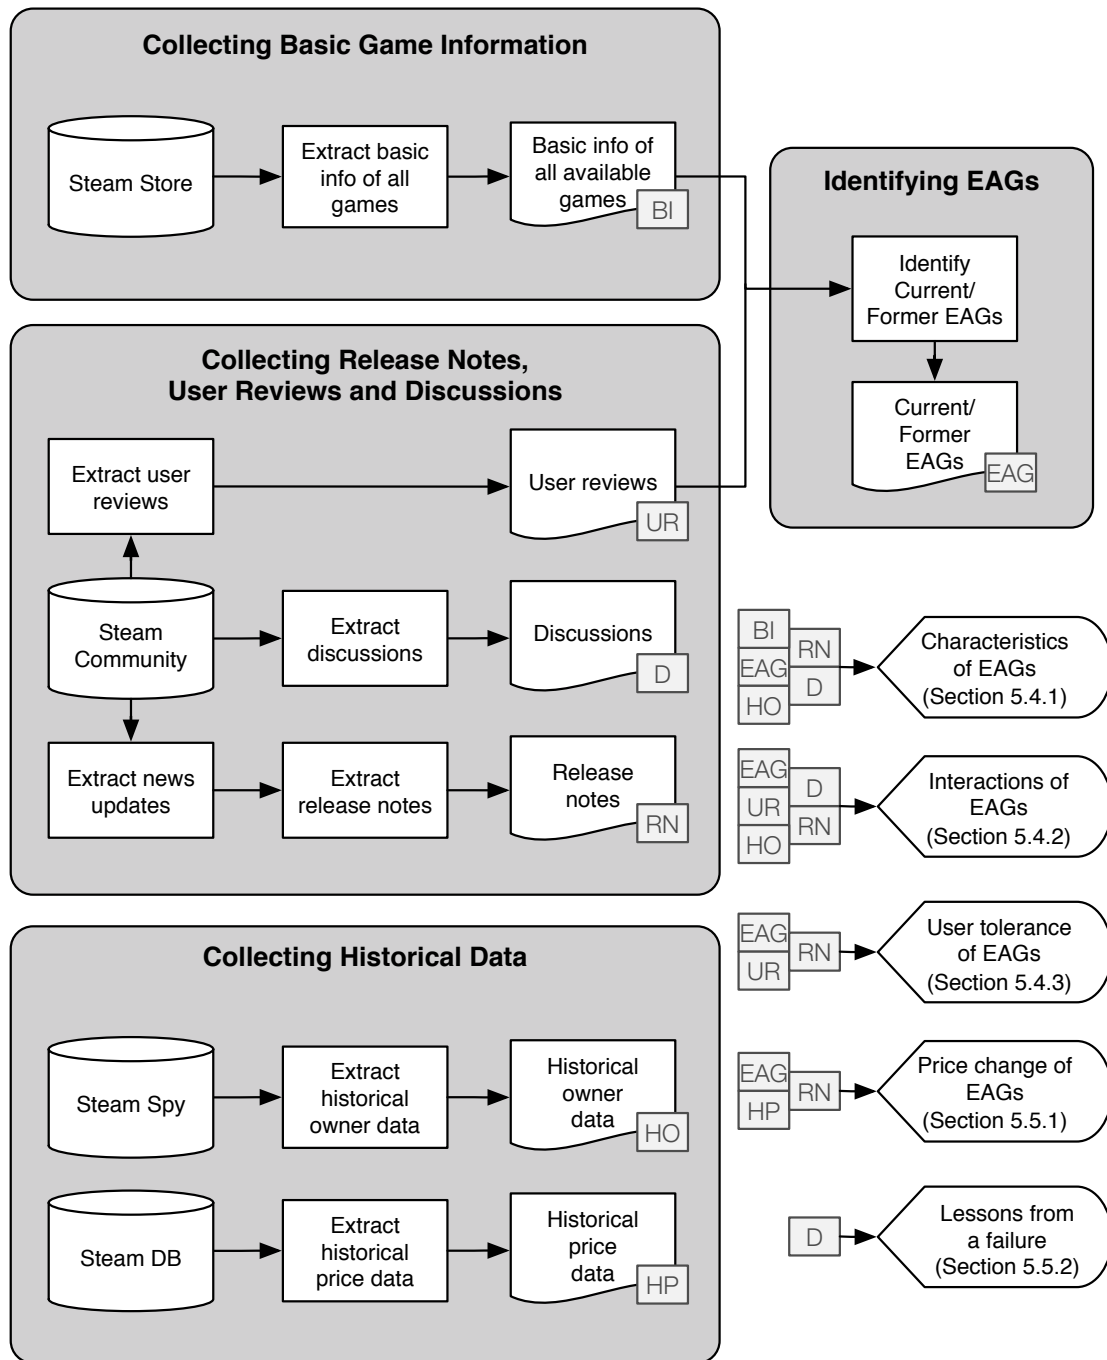 Collecting Basic Game Information
Steam Store
Extract basic
info of all
games
Basic info of
all available
games
BI
Identifying EAGs
Identify
Current/
Former EAGs
Current/
Former
EAGs
EAG
Collecting Release Notes,
User Reviews and Discussions
Extract user
reviews
User reviews
UR
Steam
Community
Extract
discussions
Discussions
D
Extract news
updates
Extract
release notes
Release
notes
RN
Collecting Historical Data
Steam Spy
Extract
historical
owner data
Historical
owner
data
HO
Steam DB
Extract
historical
price data
Historical
price
data
HP
BI
EAG
HO
RN
D
Characteristics
of EAGs
(Section 5.4.1)
EAG
UR
HO
D
RN
Interactions of
EAGs
(Section 5.4.2)
EAG
UR
RN
User tolerance
of EAGs
(Section 5.4.3)
EAG
HP
RN
Price change of
EAGs
(Section 5.5.1)
D
Lessons from
a failure
(Section 5.5.2)